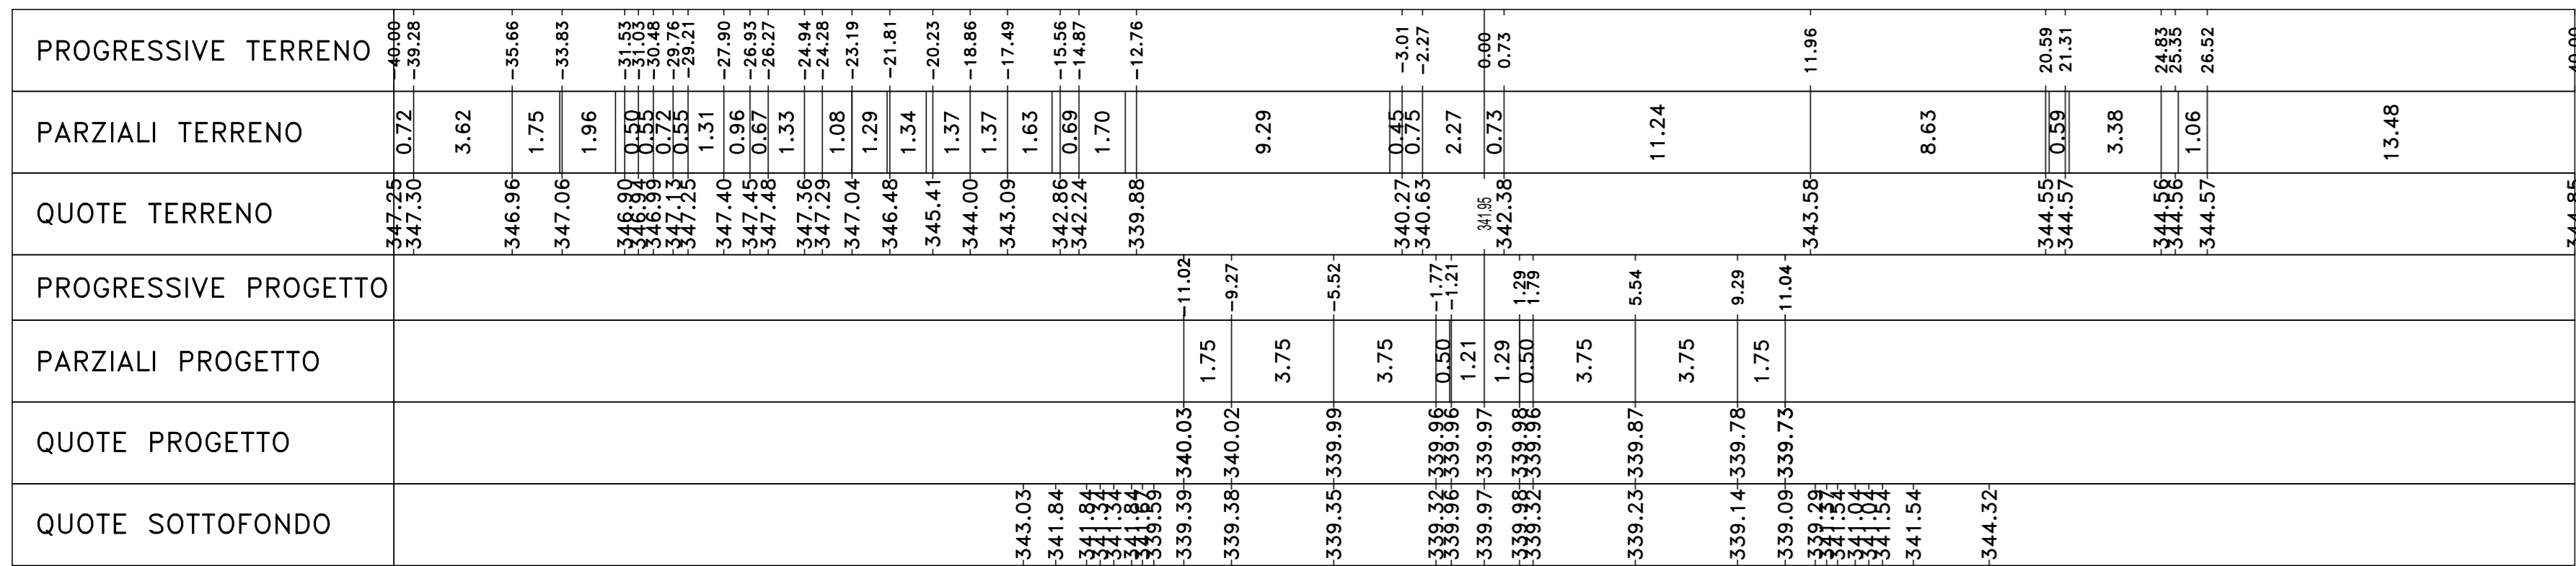 PROGRESSIVE TERRENO -40.00 -39.28 -35.66 -33.83 -31.53 -31.03 -30.48 -29.76 -29.21 -27.90 -26.93 -26.27 -24.94 -24.28 -23.19 -21.81 -20.23 -18.86 -17.49 -15.56 -14.87 -12.76 -3.01 -2.27 0.00 0.73 11.96 20.59 21.31 24.83 25.35 26.52 40.00
PARZIALI TERRENO 0.72 3.62 1.75 1.96 0.50 0.55 0.72 0.55 1.31 0.96 0.67 1.33 1.08 1.29 1.34 1.37 1.37 1.63 0.69 1.70 9.29 0.45 0.75 2.27 0.73 11.24 8.63 0.59 3.38 1.06 13.48
QUOTE TERRENO 347.25 347.30 346.96 347.06 346.90 346.94 346.99 347.13 347.25 347.40 347.45 347.48 347.36 347.29 347.04 346.48 345.41 344.00 343.09 342.86 342.24 339.88 340.27 340.63 341.95 342.38 343.58 344.55 344.57 344.56 344.56 344.57 344.85
PROGRESSIVE PROGETTO -11.02 -9.27 -5.52 -1.77 -1.21 1.29 1.79 5.54 9.29 11.04
PARZIALI PROGETTO 1.75 3.75 3.75 0.50 1.21 1.29 0.50 3.75 3.75 1.75
QUOTE PROGETTO 340.03 340.02 339.99 339.96 339.96 339.97 339.98 339.96 339.87 339.78 339.73
QUOTE SOTTOFONDO 343.03 341.84 341.84 341.34 341.34 341.84 341.67 339.59 339.39 339.38 339.35 339.32 339.96 339.97 339.98 339.32 339.23 339.14 339.09 339.29 341.37 341.54 341.04 341.04 341.54 341.54 344.32